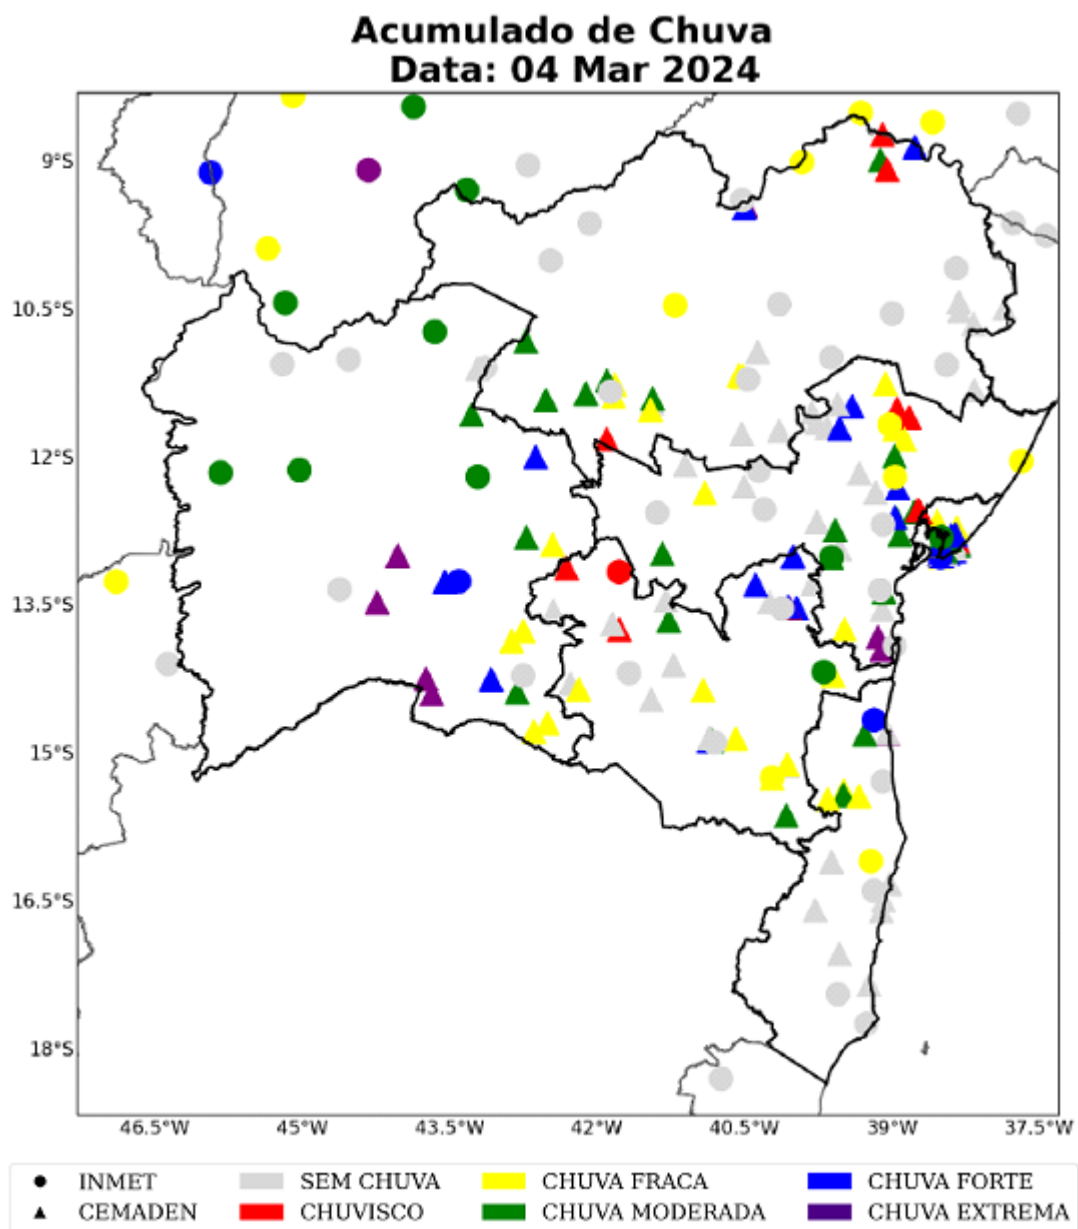 Acumulado de Chuva
Data: 04 Mar 2024
9°S
10.5°S
12°S
13.5°S
15°S
16.5°S
18°S
46.5°W 45°W 43.5°W 42°W 40.5°W 39°W 37.5°W
INMET SEM CHUVA CHUVA FRACA CHUVA FORTE
CEMADEN CHUVISCO CHUVA MODERADA CHUVA EXTREMA